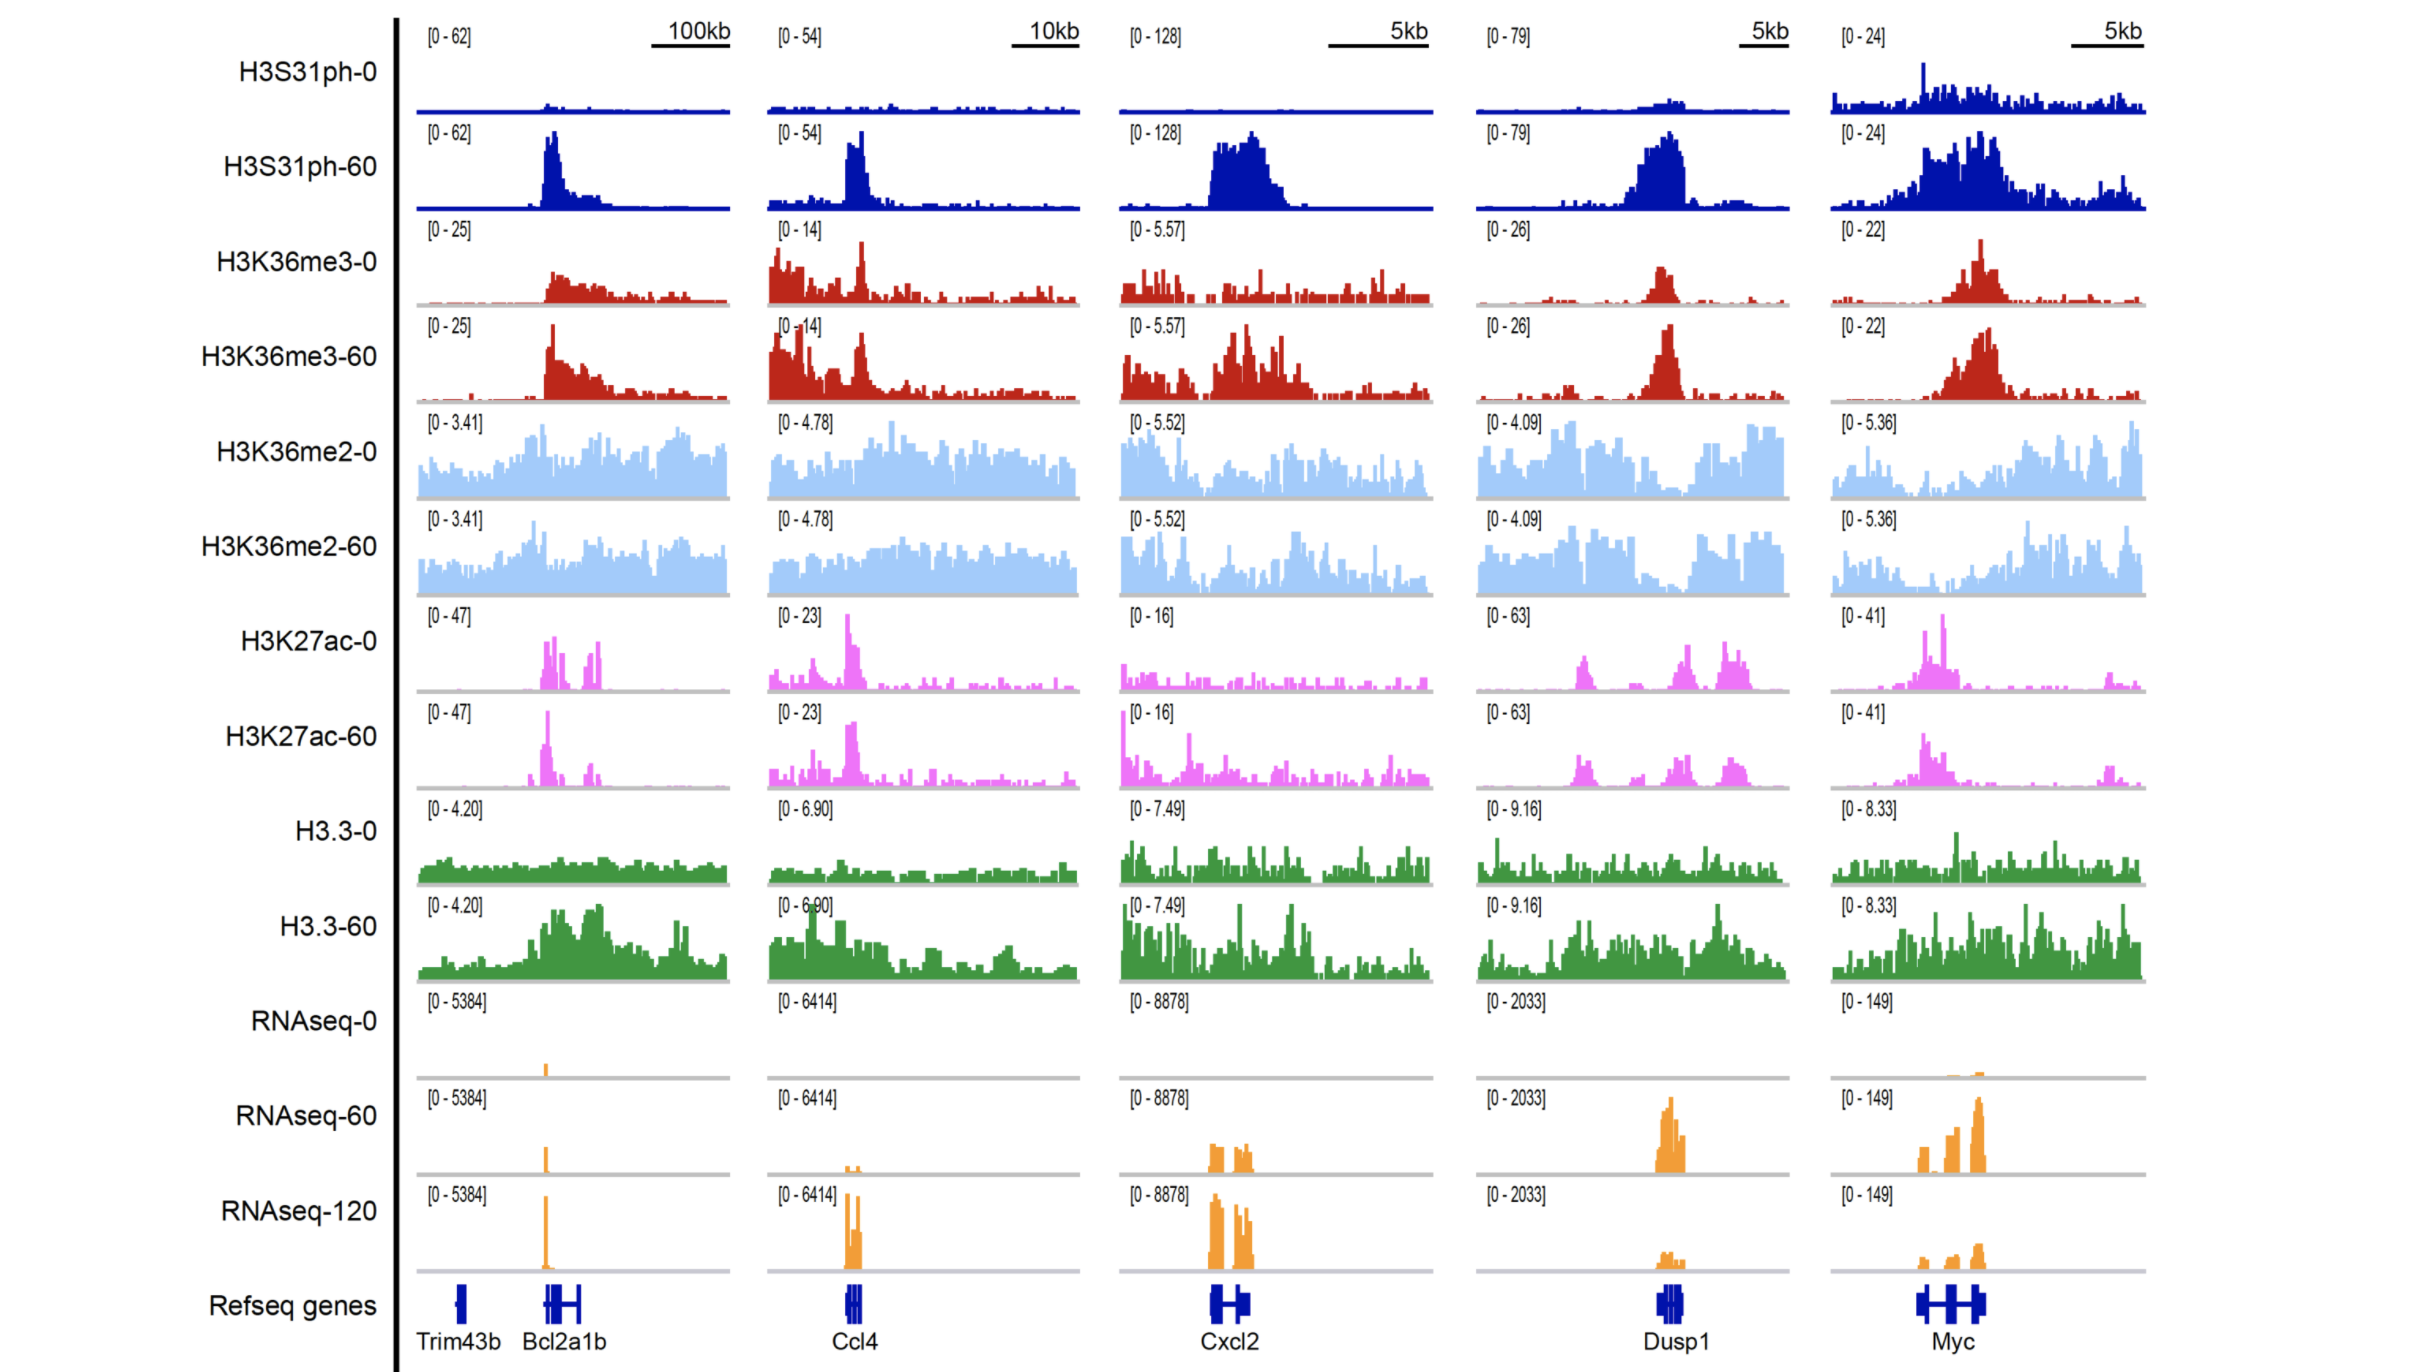 100kb 10kb 5kb 5kb 5kb
H3S31ph-0 [0 - 62] [0 - 54] [0 - 128] [0 - 79] [0 - 24]
H3S31ph-60 [0 - 62] [0 - 54] [0 - 128] [0 - 79] [0 - 24]
H3K36me3-0 [0 - 25] [0 - 14] [0 - 5.57] [0 - 26] [0 - 22]
H3K36me3-60 [0 - 25] [0 - 14] [0 - 5.57] [0 - 26] [0 - 22]
H3K36me2-0 [0 - 3.41] [0 - 4.78] [0 - 5.52] [0 - 4.09] [0 - 5.36]
H3K36me2-60 [0 - 3.41] [0 - 4.78] [0 - 5.52] [0 - 4.09] [0 - 5.36]
H3K27ac-0 [0 - 47] [0 - 23] [0 - 16] [0 - 63] [0 - 41]
H3K27ac-60 [0 - 47] [0 - 23] [0 - 16] [0 - 63] [0 - 41]
H3.3-0 [0 - 4.20] [0 - 6.90] [0 - 7.49] [0 - 9.16] [0 - 8.33]
H3.3-60 [0 - 4.20] [0 - 6.90] [0 - 7.49] [0 - 9.16] [0 - 8.33]
RNAseq-0 [0 - 5384] [0 - 6414] [0 - 8878] [0 - 2033] [0 - 149]
RNAseq-60 [0 - 5384] [0 - 6414] [0 - 8878] [0 - 2033] [0 - 149]
RNAseq-120 [0 - 5384] [0 - 6414] [0 - 8878] [0 - 2033] [0 - 149]
Refseq genes
Trim43b Bcl2a1b Ccl4 Cxcl2 Dusp1 Myc